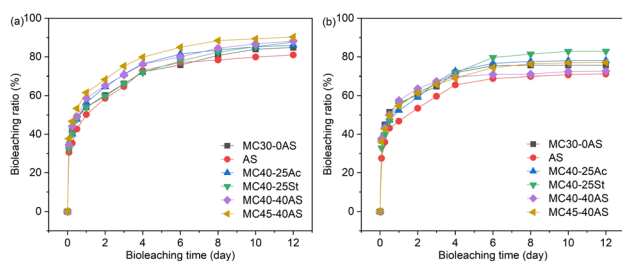 (a)
Bioleaching ratio (%)
100
80
60
40
20
0
MC30-0AS
AS
MC40-25Ac
MC40-25St
MC40-40AS
MC45-40AS
0 2 4 6 8 10 12
Bioleaching time (day)
(b)
Bioleaching ratio (%)
100
80
60
40
20
0
MC30-0AS
AS
MC40-25Ac
MC40-25St
MC40-40AS
MC45-40AS
0 2 4 6 8 10 12
Bioleaching time (day)